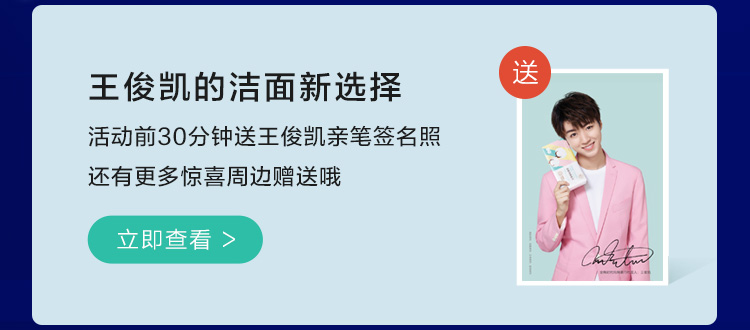 王俊凯的洁面新选择
活动前30分钟送王俊凯亲笔签名照
还有更多惊喜周边赠送哦
立即查看 >
送